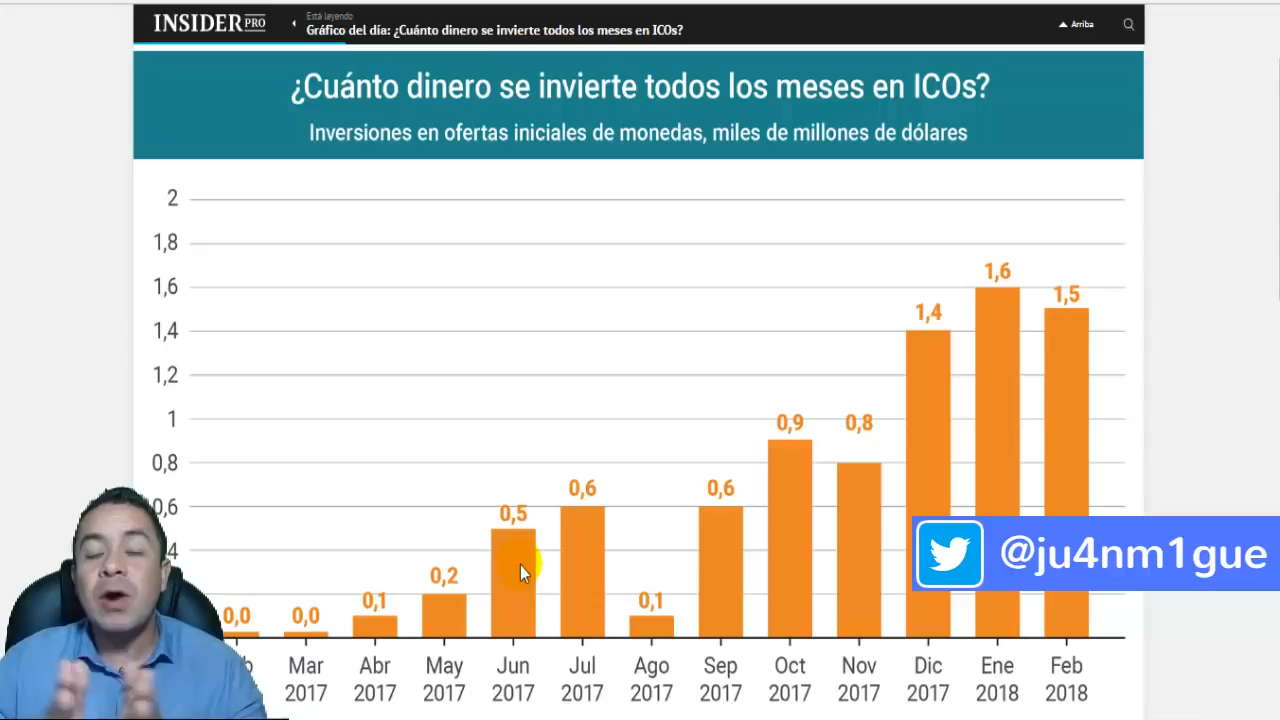 INSIDER PRO
Está leyendo
Gráfico del día: ¿Cuánto dinero se invierte todos los meses en ICOs?
Arriba
¿Cuánto dinero se invierte todos los meses en ICOs?
Inversiones en ofertas iniciales de monedas, miles de millones de dólares
2
1,8
1,6
1,4
1,2
1
0,8
0,6
4
0,0
0,0
0,1
0,2
0,5
0,6
0,1
0,6
0,9
0,8
1,4
1,6
1,5
@ju4nm1gue
Mar
2017
Abr
2017
May
2017
Jun
2017
Jul
2017
Ago
2017
Sep
2017
Oct
2017
Nov
2017
Dic
2017
Ene
2018
Feb
2018